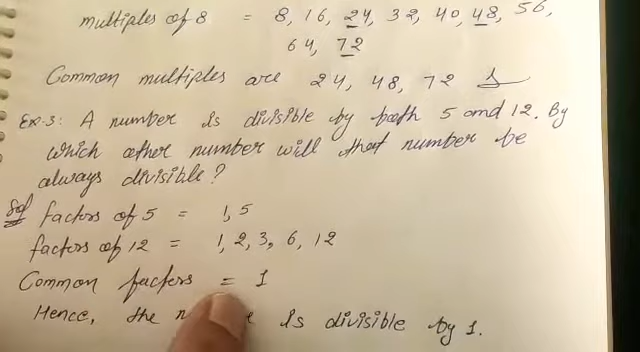 multiples of 8 = 8, 16, 24, 32, 40, 48, 56,
64, 72
Common multiples are 24, 48, 72
Ex-3: A number is divisible by both 5 and 12. By
which other number will that number be
always divisible?
Sol factors of 5 = 1, 5
factors of 12 = 1, 2, 3, 6, 12
Common factors = 1
Hence, the is divisible by 1.